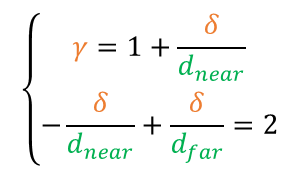 γ = 1 + δ/d_near
−δ/d_near + δ/d_far = 2